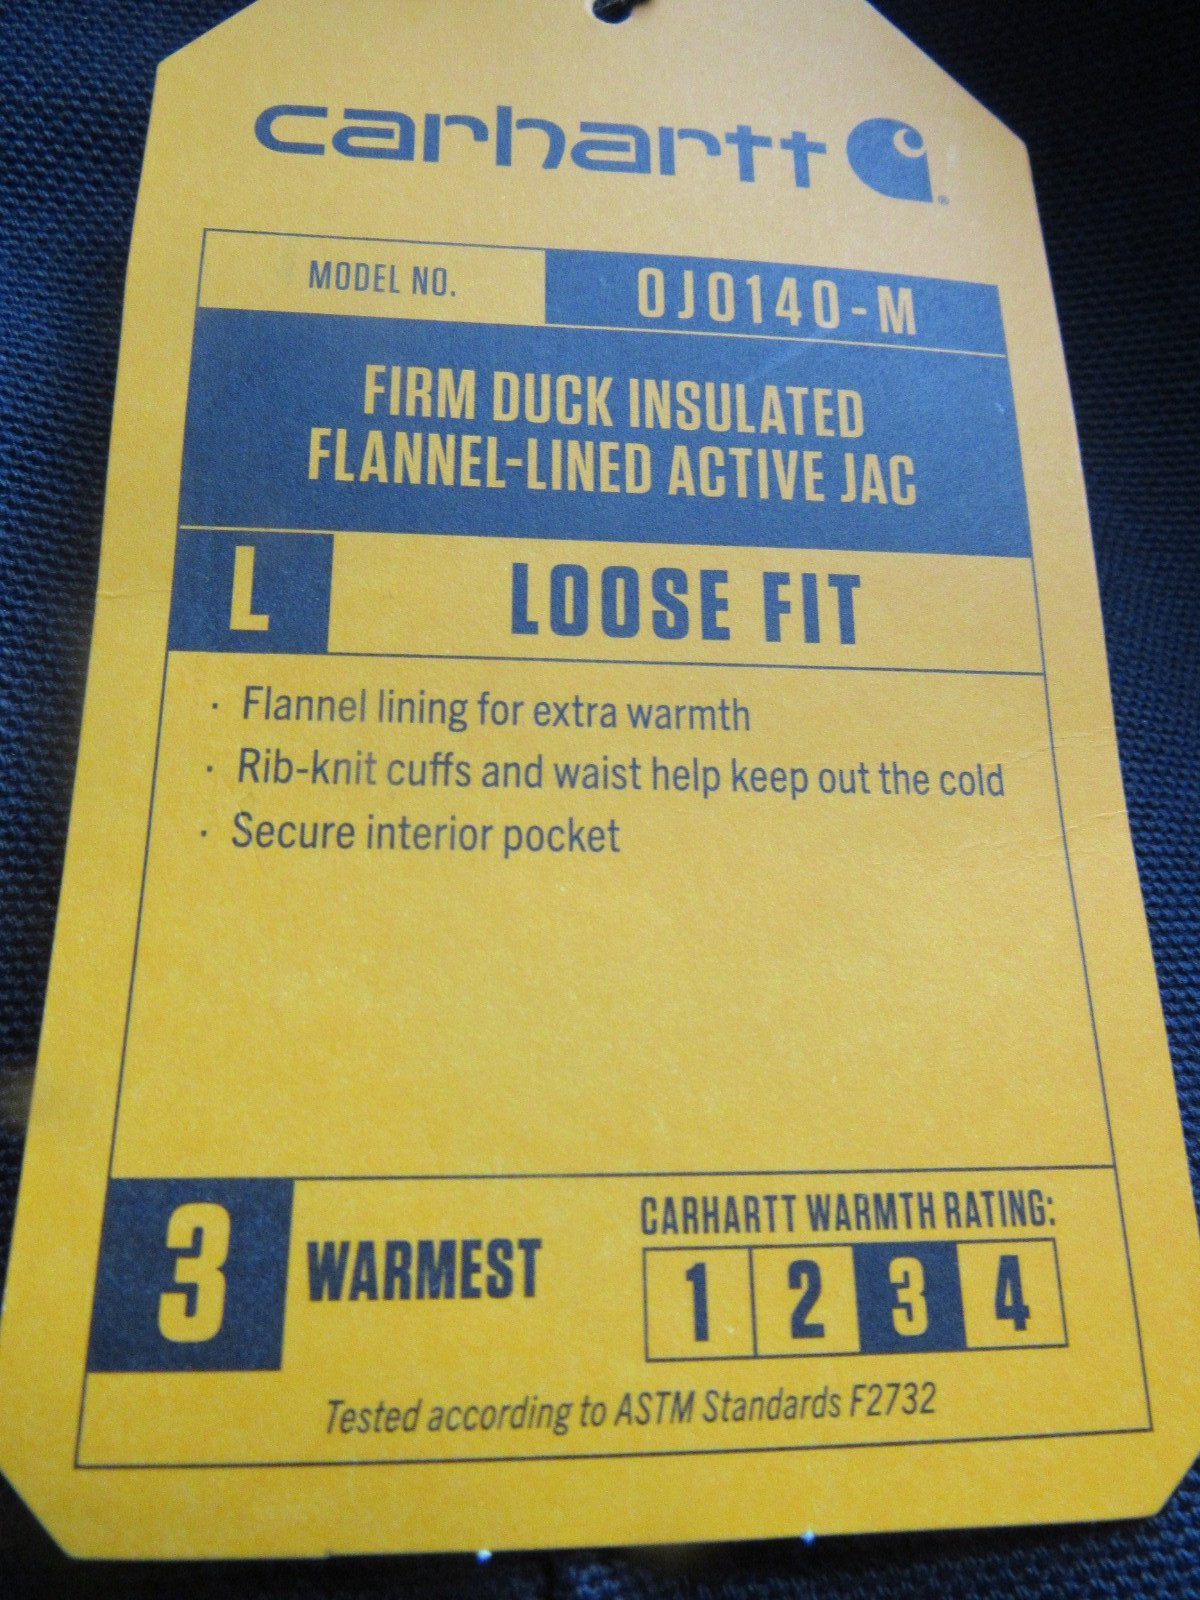 carhartt
MODEL NO. 0J0140-M
FIRM DUCK INSULATED
FLANNEL-LINED ACTIVE JAC
L LOOSE FIT
· Flannel lining for extra warmth
· Rib-knit cuffs and waist help keep out the cold
· Secure interior pocket
3 WARMEST
CARHARTT WARMTH RATING:
1 2 3 4
Tested according to ASTM Standards F2732